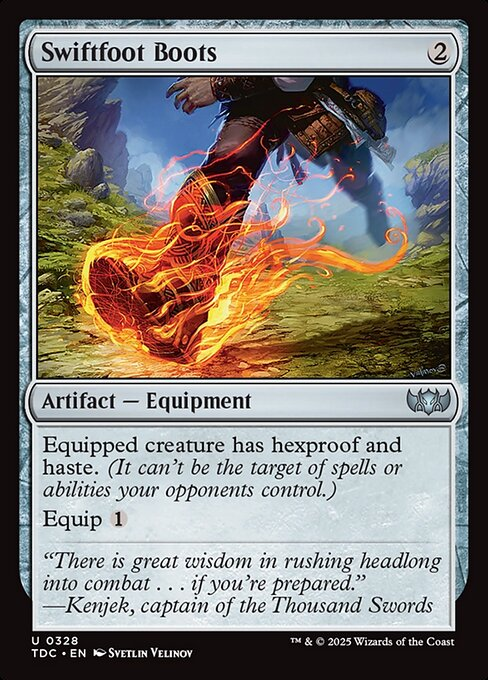 Swiftfoot Boots 2
Artifact — Equipment
Equipped creature has hexproof and
haste. (It can't be the target of spells or
abilities your opponents control.)
Equip 1
“There is great wisdom in rushing headlong
into combat . . . if you're prepared.”
—Kenjek, captain of the Thousand Swords
U 0328
TDC • EN Svetlin Velinov
™ & © 2025 Wizards of the Coast